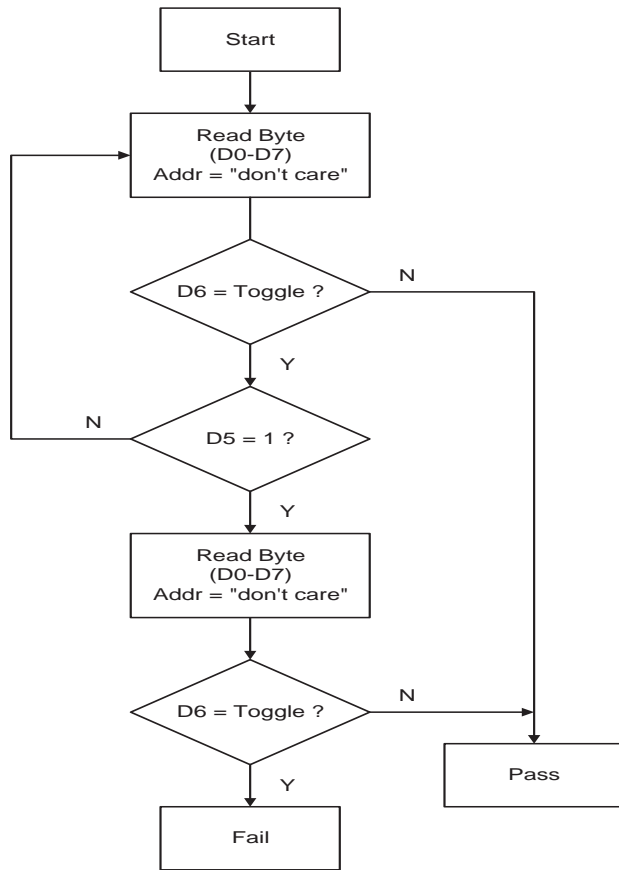 Start
Read Byte
(D0-D7)
Addr = "don't care"
D6 = Toggle ?
N
Y
N
D5 = 1 ?
Y
Read Byte
(D0-D7)
Addr = "don't care"
D6 = Toggle ?
N
Y
Pass
Fail